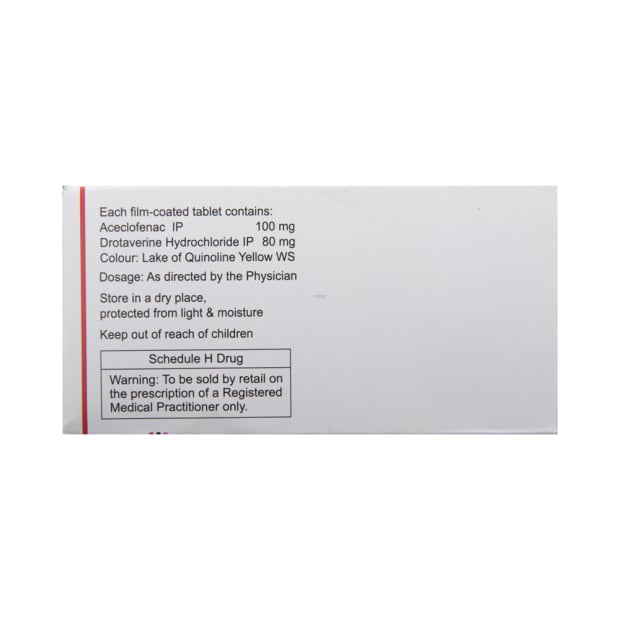 Each film-coated tablet contains:
Aceclofenac IP 100 mg
Drotaverine Hydrochloride IP 80 mg
Colour: Lake of Quinoline Yellow WS
Dosage: As directed by the Physician
Store in a dry place,
protected from light & moisture
Keep out of reach of children
Schedule H Drug
Warning: To be sold by retail on
the prescription of a Registered
Medical Practitioner only.